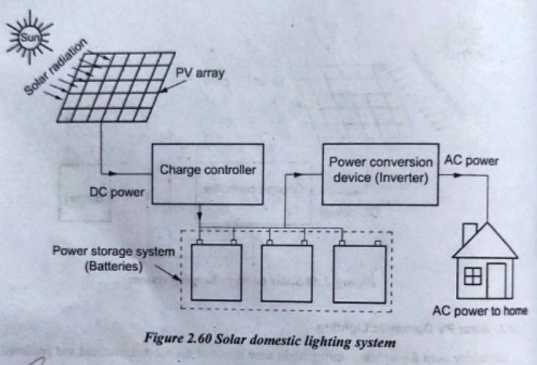 Sun
Solar radiation
PV array
Charge controller
Power conversion
device (Inverter)
AC power
DC power
Power storage system
(Batteries)
AC power to home
Figure 2.60 Solar domestic lighting system